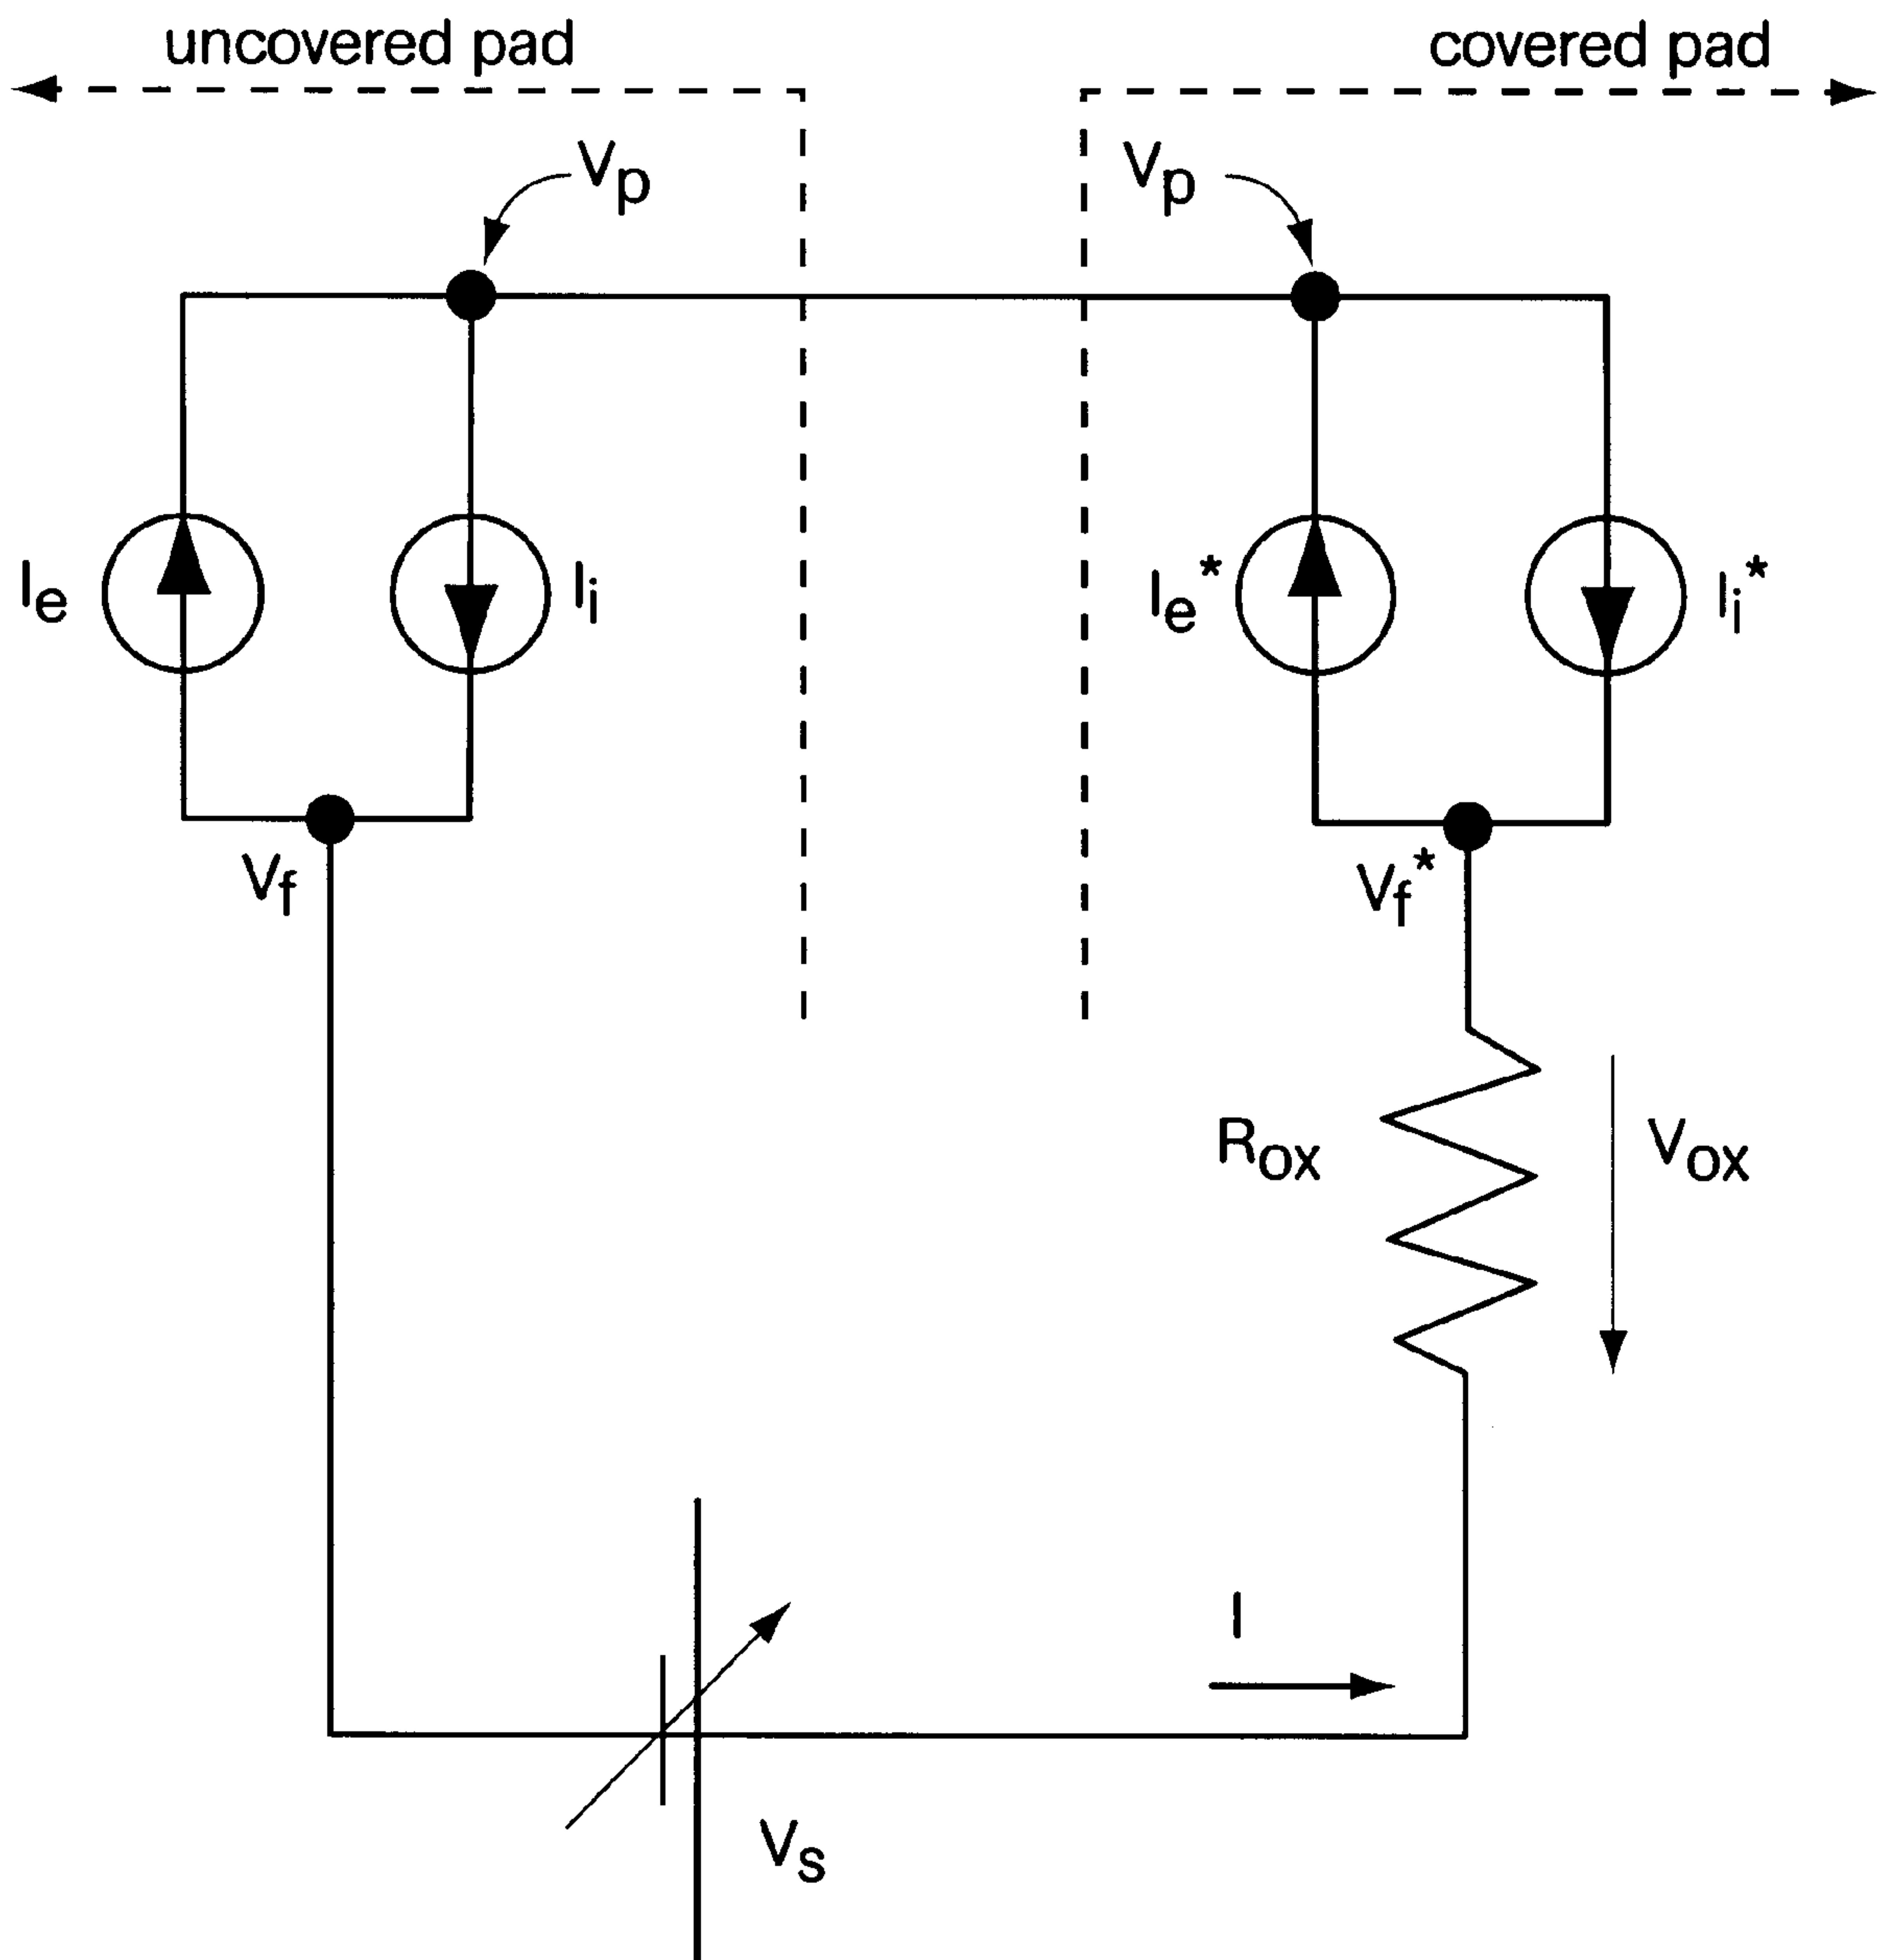 uncovered pad
covered pad
Vp
Vp
Ie
Ii
Ie*
Ii*
Vf
Vf*
Rox
Vox
I
Vs